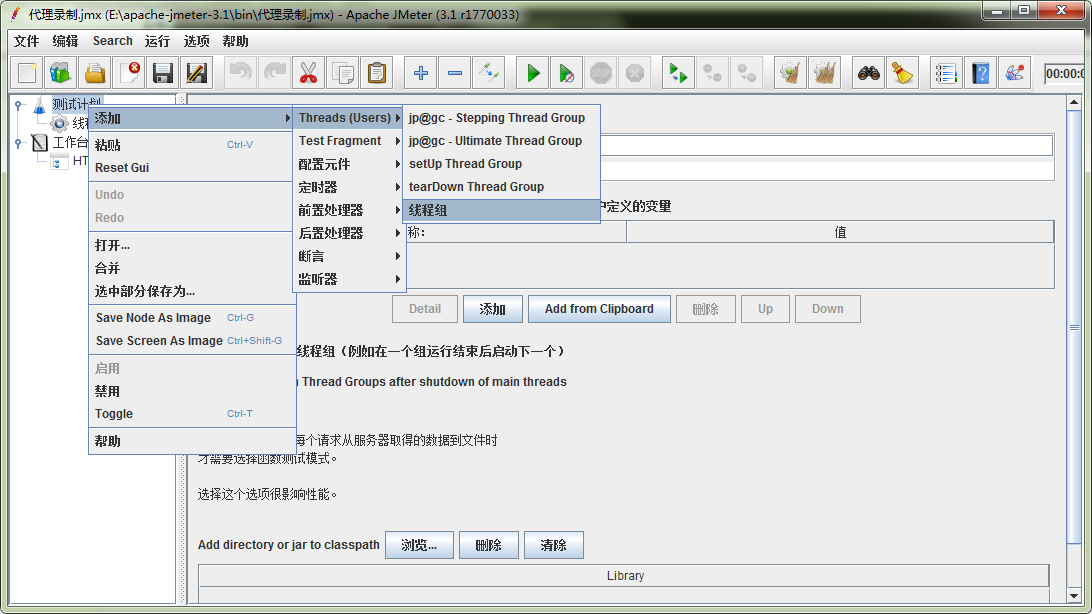 代理录制.jmx (E:\apache-jmeter-3.1\bin\代理录制.jmx) - Apache JMeter (3.1 r1770033)
文件 编辑 Search 运行 选项 帮助
00:00:0
测试计划
线程
工作台
HT
添加
粘贴 Ctrl-V
Reset Gui
Undo
Redo
打开...
合并
选中部分保存为...
Save Node As Image Ctrl-G
Save Screen As Image Ctrl+Shift-G
启用
禁用
Toggle Ctrl-T
帮助
Threads (Users)
Test Fragment
配置元件
定时器
前置处理器
后置处理器
断言
监听器
jp@gc - Stepping Thread Group
jp@gc - Ultimate Thread Group
setUp Thread Group
tearDown Thread Group
线程组
户定义的变量
称: 值
Detail 添加 Add from Clipboard 删除 Up Down
线程组（例如在一个组运行结束后启动下一个）
Thread Groups after shutdown of main threads
每个请求从服务器取得的数据到文件时
才需要选择函数测试模式。
选择这个选项很影响性能。
Add directory or jar to classpath 浏览... 删除 清除
Library